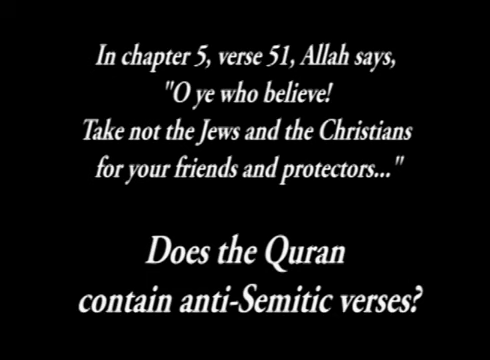 In chapter 5, verse 51, Allah says,
"O ye who believe!
Take not the Jews and the Christians
for your friends and protectors..."
Does the Quran
contain anti-Semitic verses?